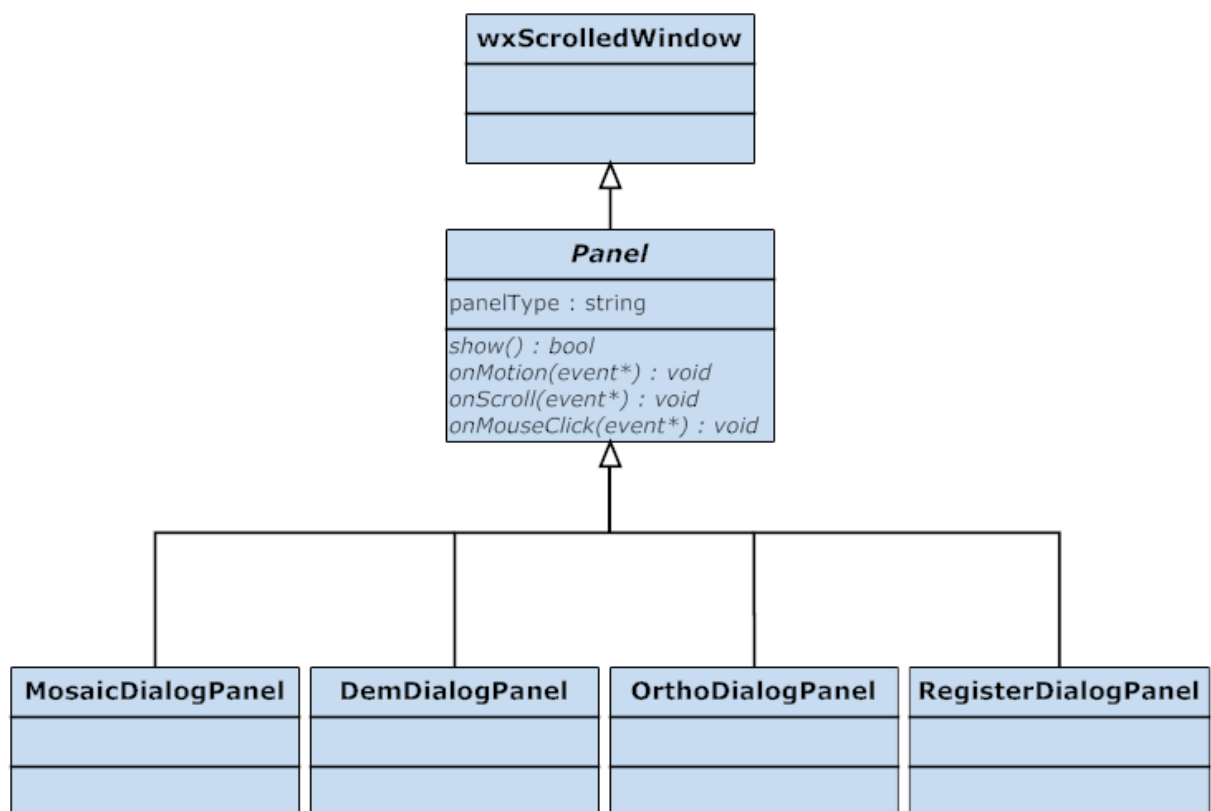 wxScrolledWindow
Panel
panelType : string
show() : bool
onMotion(event*) : void
onScroll(event*) : void
onMouseClick(event*) : void
MosaicDialogPanel
DemDialogPanel
OrthoDialogPanel
RegisterDialogPanel